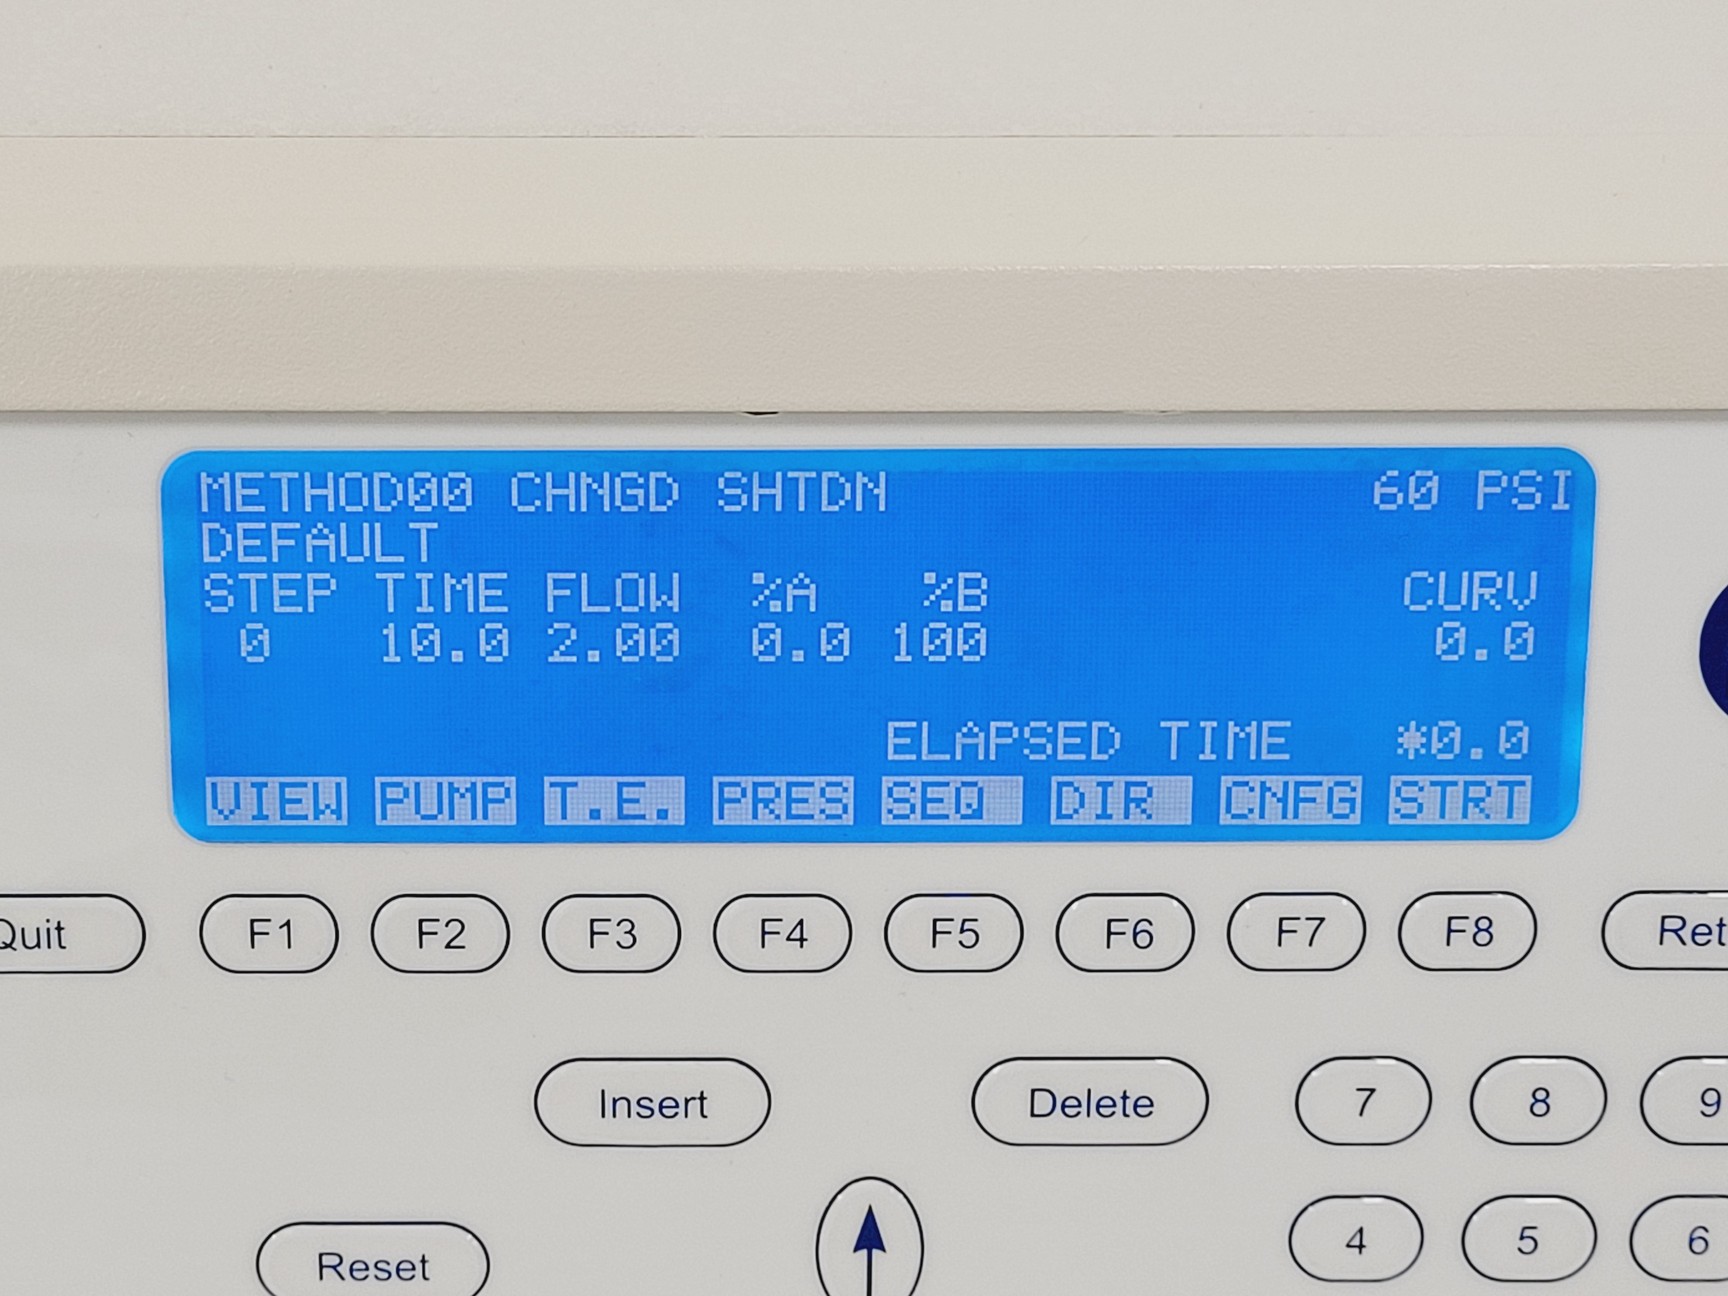 METHOD00 CHNGD SHTDN 60 PSI
DEFAULT
STEP TIME FLOW %A %B CURV
0 10.0 2.00 0.0 100 0.0
ELAPSED TIME *0.0
VIEW PUMP T.E. PRES SEQ DIR CNFG STRT
Quit F1 F2 F3 F4 F5 F6 F7 F8 Ret
Insert Delete 7 8 9
Reset 4 5 6